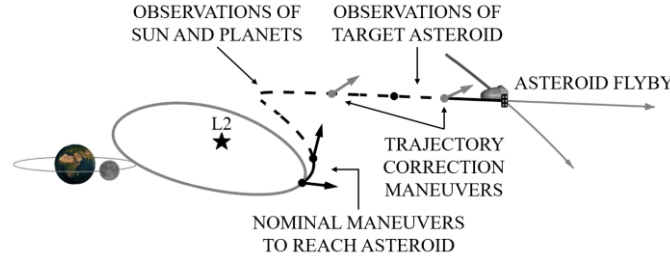 OBSERVATIONS OF
SUN AND PLANETS
OBSERVATIONS OF
TARGET ASTEROID
ASTEROID FLYBY
L2
TRAJECTORY
CORRECTION
MANEUVERS
NOMINAL MANEUVERS
TO REACH ASTEROID